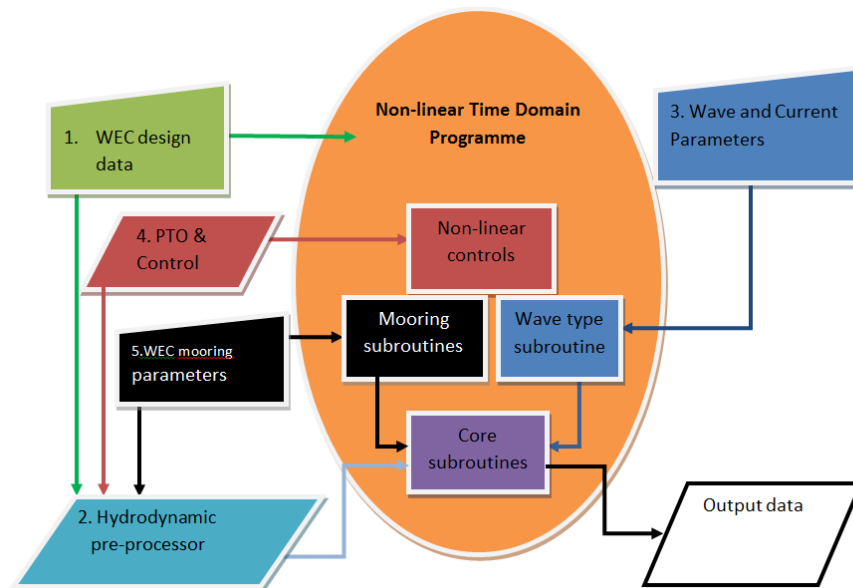 Non-linear Time Domain
Programme
1. WEC design
data
3. Wave and Current
Parameters
4. PTO &
Control
Non-linear
controls
Mooring
subroutines
Wave type
subroutine
5.WEC mooring
parameters
Core
subroutines
2. Hydrodynamic
pre-processor
Output data